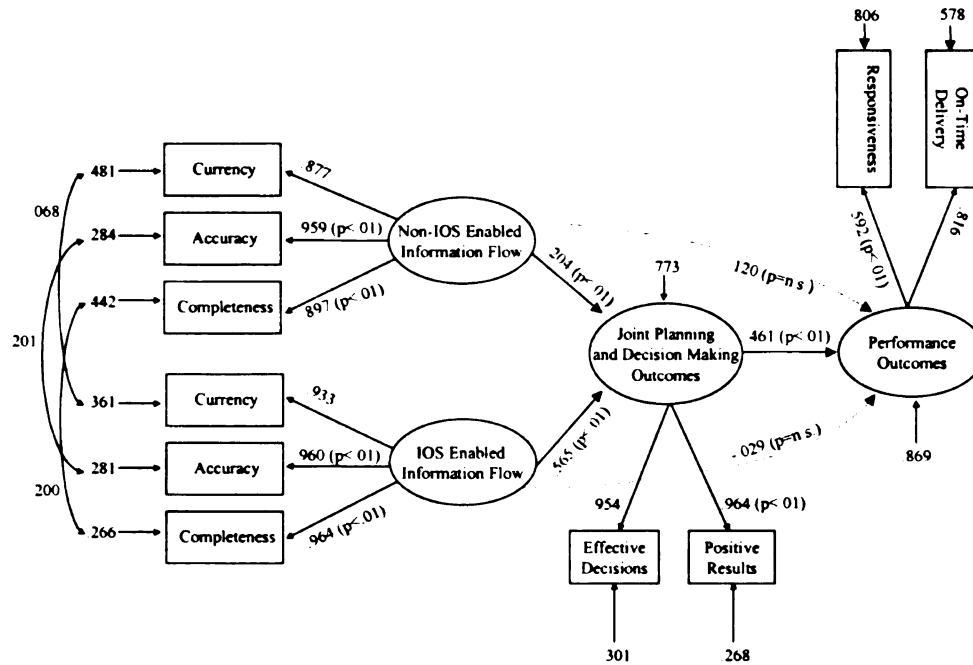 806
578
Responsiveness
On-Time
Delivery
.592 (p<.01)
.816
481
Currency
.877
068
284
Accuracy
.959 (p<.01)
Non-IOS Enabled
Information Flow
442
Completeness
.897 (p<.01)
.204 (p<.01)
120 (p=n s.)
773
201
Joint Planning
and Decision Making
Outcomes
461 (p<.01)
Performance
Outcomes
361
Currency
.933
281
Accuracy
.960 (p<.01)
IOS Enabled
Information Flow
.565 (p<.01)
.029 (p=n s.)
869
200
266
Completeness
.964 (p<.01)
954
.964 (p<.01)
Effective
Decisions
Positive
Results
301
.268